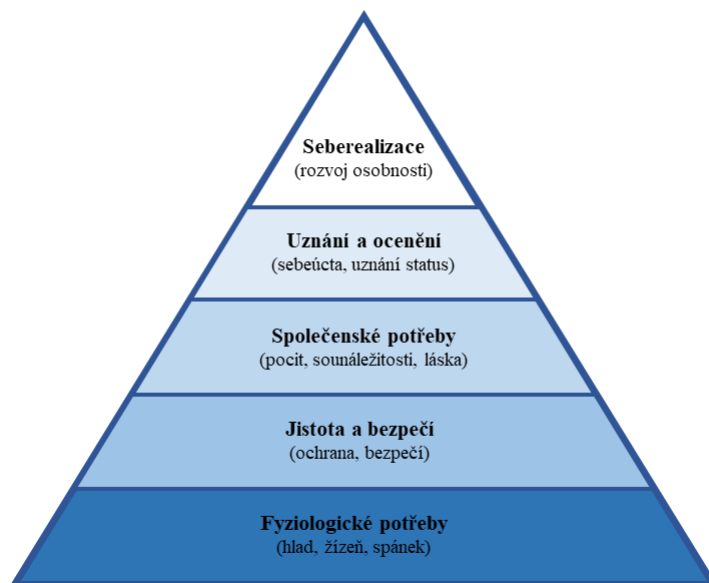 Seberealizace
(rozvoj osobnosti)
Uznání a ocenění
(sebeúcta, uznání status)
Společenské potřeby
(pocit, sounáležitosti, láska)
Jistota a bezpečí
(ochrana, bezpečí)
Fyziologické potřeby
(hlad, žízeň, spánek)